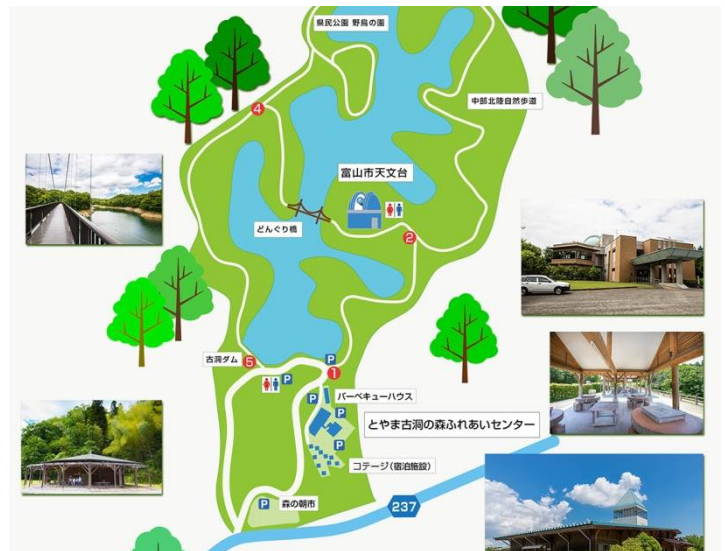 県民公園 野鳥の園
中部北陸自然歩道
4
富山市天文台
どんぐり橋
2
古洞ダム
5
P
1
P
バーベキューハウス
P
P
とやま古洞の森ふれあいセンター
P
コテージ(宿泊施設)
P
森の朝市
237